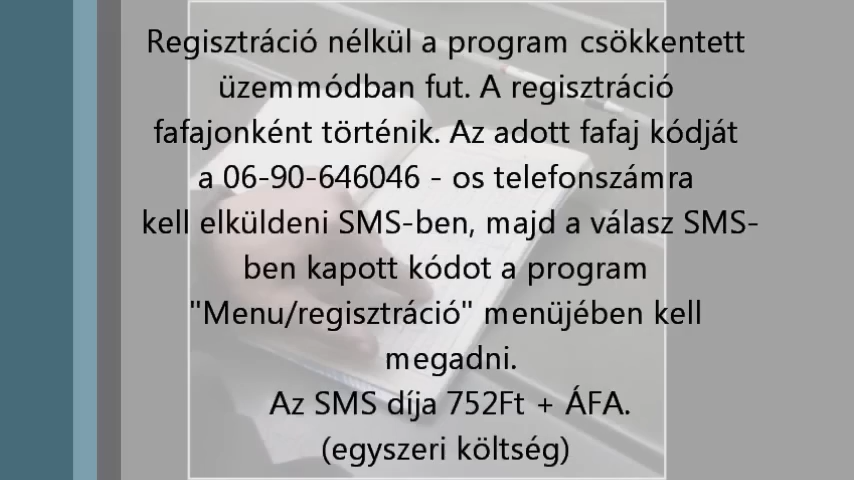 Regisztráció nélkül a program csökkentett
üzemmódban fut. A regisztráció
fafajonként történik. Az adott fafaj kódját
a 06-90-646046 - os telefonszámra
kell elküldeni SMS-ben, majd a válasz SMS-
ben kapott kódot a program
"Menu/regisztráció" menüjében kell
megadni.
Az SMS díja 752Ft + ÁFA.
(egyszeri költség)